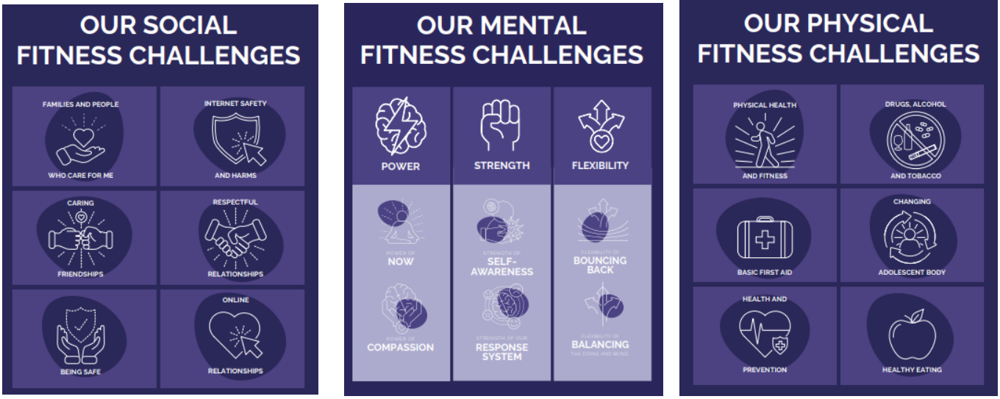 OUR SOCIAL
FITNESS CHALLENGES
FAMILIES AND PEOPLE
WHO CARE FOR ME
INTERNET SAFETY
AND HARMS
CARING
FRIENDSHIPS
RESPECTFUL
RELATIONSHIPS
BEING SAFE
ONLINE
RELATIONSHIPS
OUR MENTAL
FITNESS CHALLENGES
POWER
STRENGTH
FLEXIBILITY
POWER OF
NOW
STRENGTH OF
SELF-
AWARENESS
FLEXIBILITY OF
BOUNCING
BACK
POWER OF
COMPASSION
STRENGTH OF OUR
RESPONSE
SYSTEM
FLEXIBILITY OF
BALANCING
THE DOING AND BEING
OUR PHYSICAL
FITNESS CHALLENGES
PHYSICAL HEALTH
AND FITNESS
DRUGS, ALCOHOL
AND TOBACCO
BASIC FIRST AID
CHANGING
ADOLESCENT BODY
HEALTH AND
PREVENTION
HEALTHY EATING